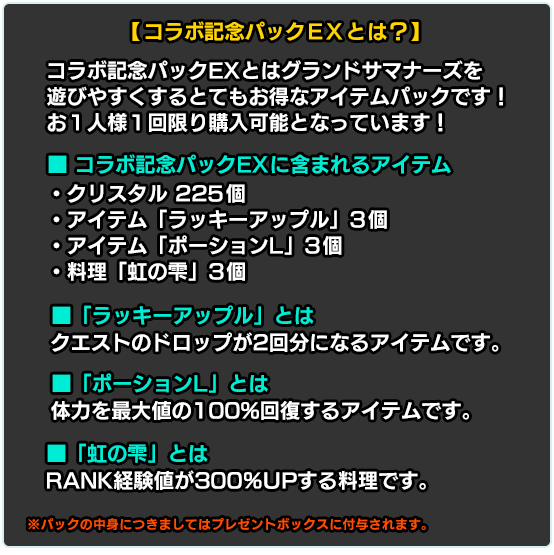 【コラボ記念パックEXとは？】
コラボ記念パックEXとはグランドサマナーズを
遊びやすくするとてもお得なアイテムパックです！
お１人様１回限り購入可能となっています！
■ コラボ記念パックEXに含まれるアイテム
・クリスタル 225個
・アイテム「ラッキーアップル」3個
・アイテム「ポーションL」3個
・料理「虹の雫」3個
■「ラッキーアップル」とは
クエストのドロップが2回分になるアイテムです。
■「ポーションL」とは
体力を最大値の100%回復するアイテムです。
■「虹の雫」とは
RANK経験値が300%UPする料理です。
※パックの中身につきましてはプレゼントボックスに付与されます。